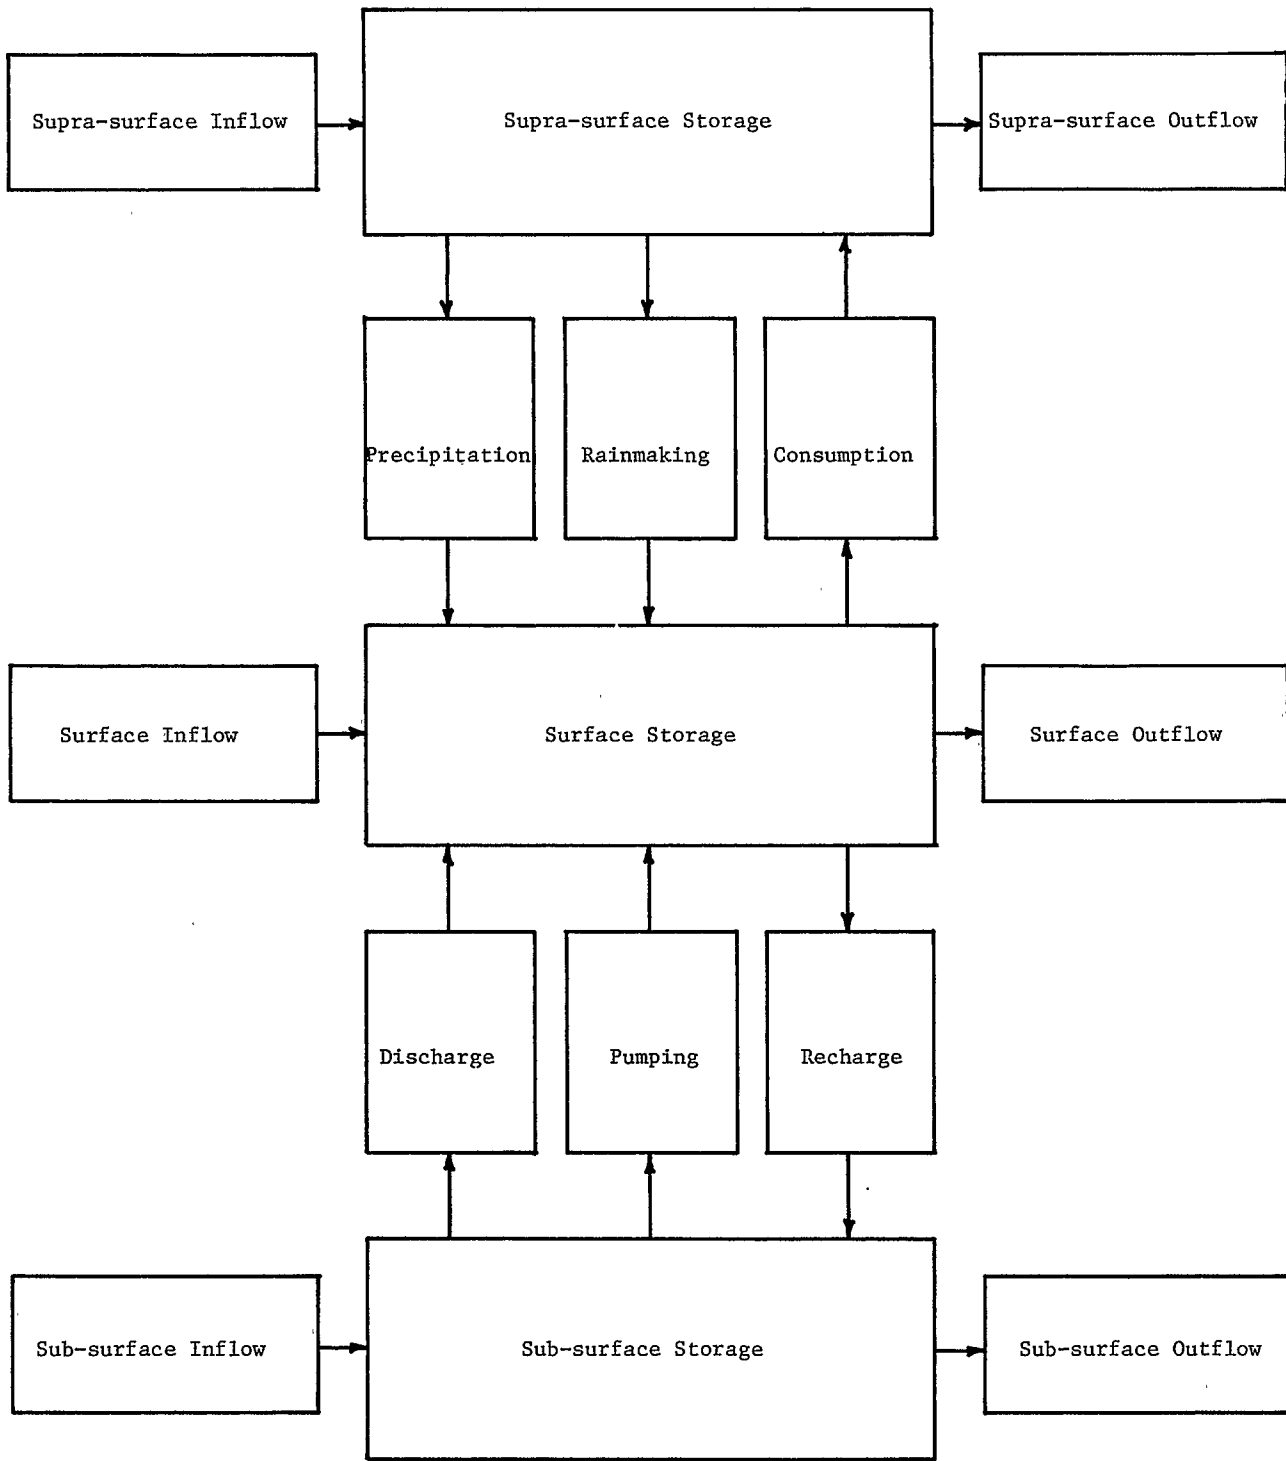 Supra-surface Inflow
Supra-surface Storage
Supra-surface Outflow
Precipitation
Rainmaking
Consumption
Surface Inflow
Surface Storage
Surface Outflow
Discharge
Pumping
Recharge
Sub-surface Inflow
Sub-surface Storage
Sub-surface Outflow